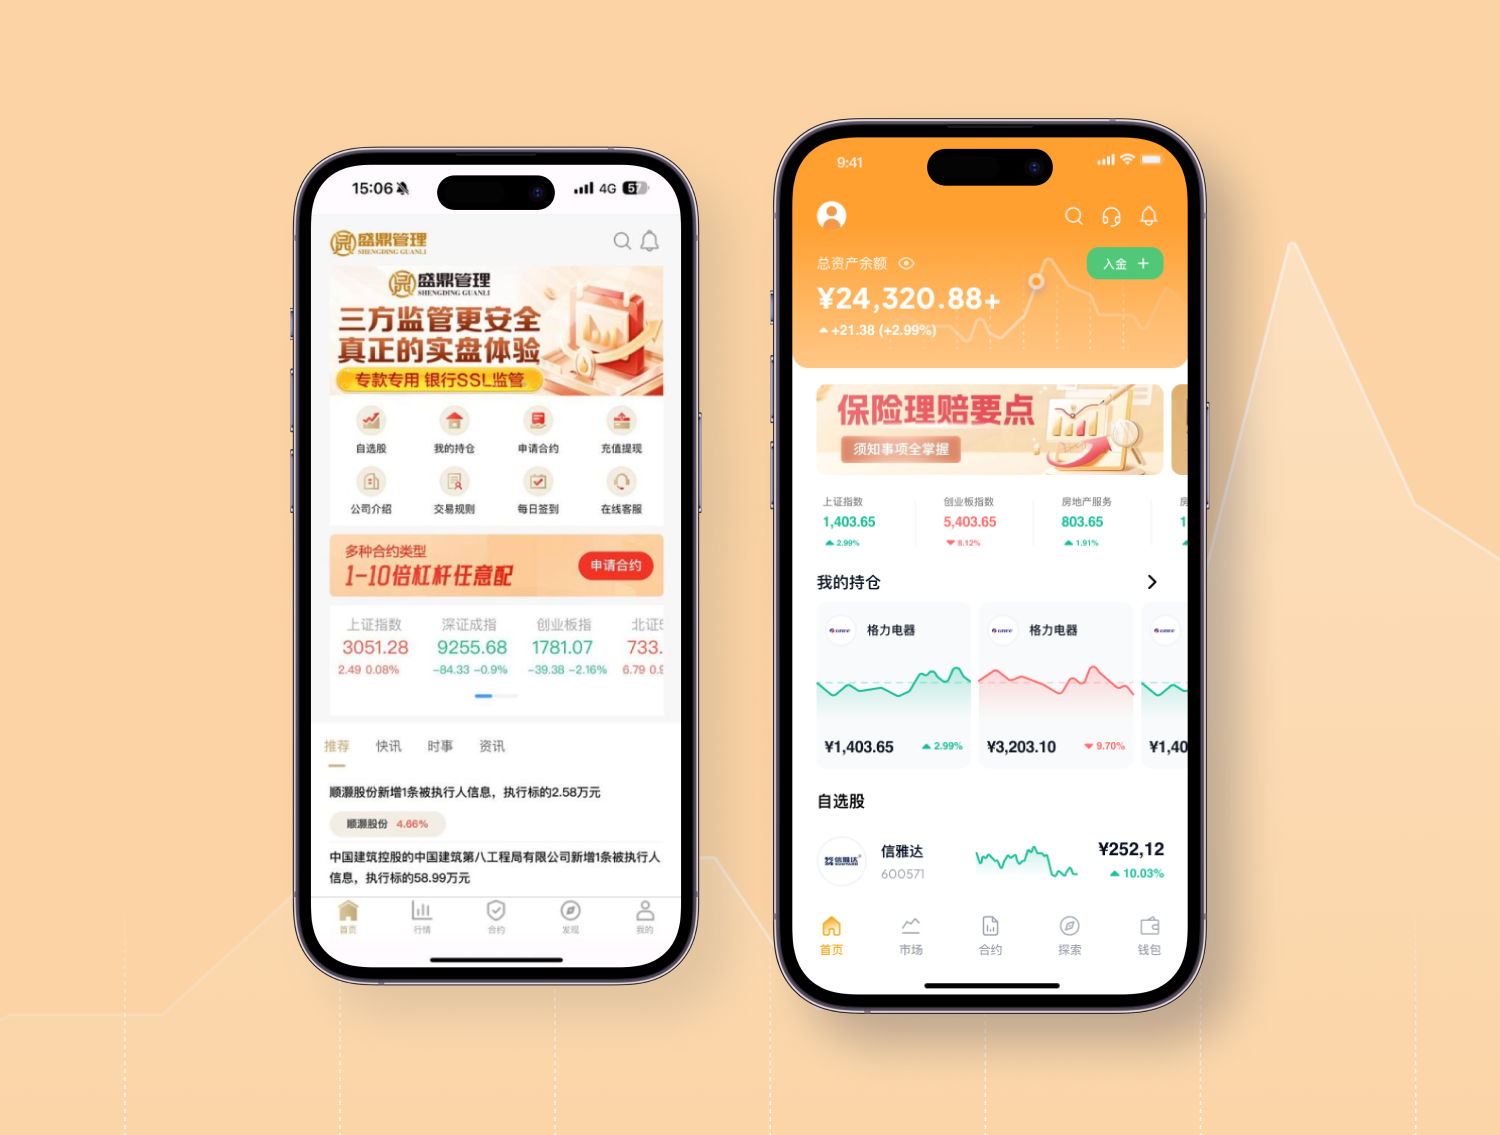 15:06
4G
57
盛鼎管理
SHENGDING GUANLI
盛鼎管理
SHENGDING GUANLI
三方监管更安全
真正的实盘体验
专款专用 银行SSL监管
自选股
我的持仓
申请合约
充值提现
公司介绍
交易规则
每日签到
在线客服
多种合约类型
1-10倍杠杆任意配
申请合约
上证指数
深证成指
创业板指
北证
3051.28
9255.68
1781.07
733.
2.49 0.08%
-84.33 -0.9%
-39.38 -2.16%
6.79 0.9
推荐
快讯
时事
资讯
顺灏股份新增1条被执行人信息，执行标的2.58万元
顺灏股份 4.66%
中国建筑控股的中国建筑第八工程局有限公司新增1条被执行人
信息，执行标的58.99万元
首页
行情
合约
发现
我的
9:41
总资产余额
入金 +
¥24,320.88+
+21.38 (+2.99%)
保险理赔要点
须知事项全掌握
上证指数
创业板指数
房地产服务
1,403.65
5,403.65
803.65
1
2.99%
8.12%
1.91%
我的持仓
GREE
格力电器
GREE
格力电器
GREE
¥1,403.65
2.99%
¥3,203.10
9.70%
¥1,40
自选股
信雅达
信雅达
600571
¥252,12
10.03%
首页
市场
合约
探索
钱包